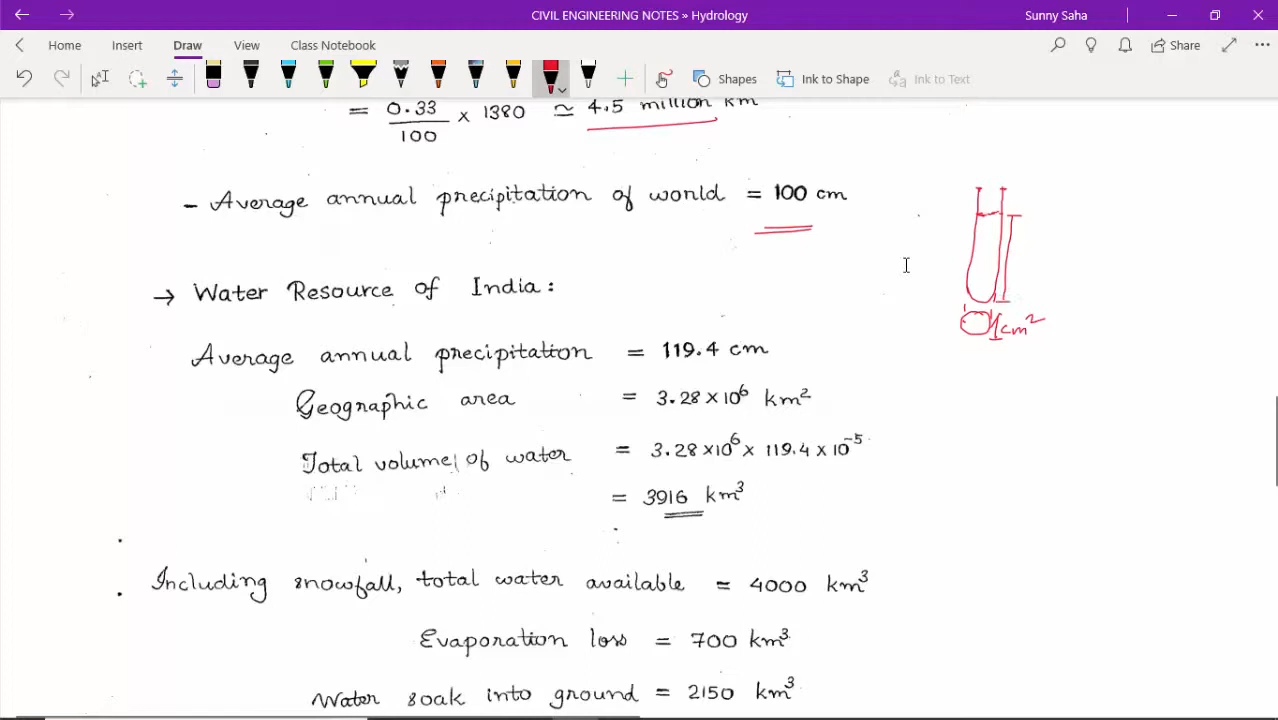 CIVIL ENGINEERING NOTES » Hydrology
Sunny Saha
Home Insert Draw View Class Notebook
Share
Shapes Ink to Shape Ink to Text
= 0.33/100 x 1380 ≃ 4.5 million km
- Average annual precipitation of world = 100 cm
→ Water Resource of India:
1 cm²
Average annual precipitation = 119.4 cm
Geographic area = 3.28 × 10⁶ km²
Total volume of water = 3.28 ×10⁶ x 119.4 x 10⁻⁵
= 3916 km³
Including snowfall, total water available = 4000 km³
Evaporation loss = 700 km³
Water soak into ground = 2150 km³